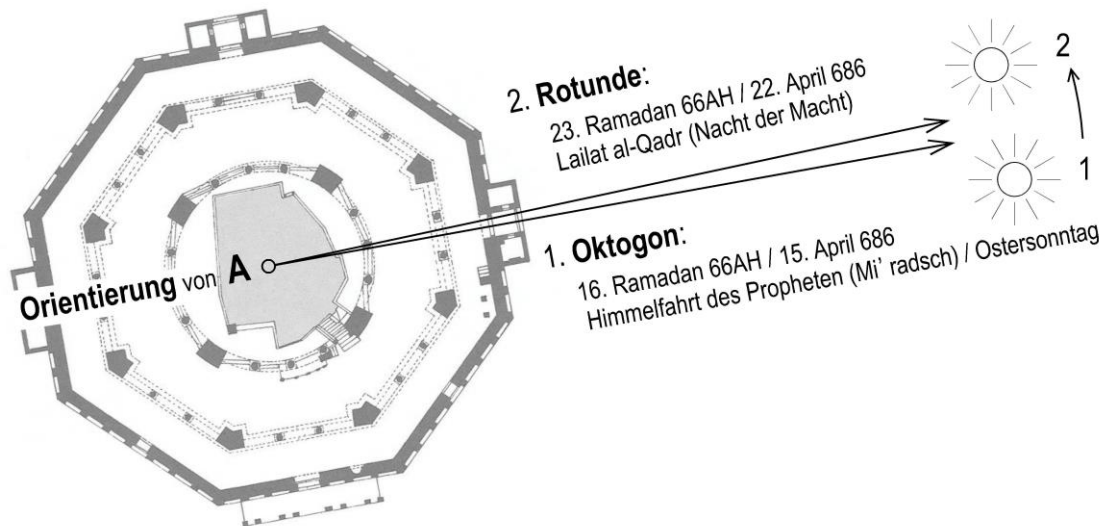 2. Rotunde:
23. Ramadan 66AH / 22. April 686
Lailat al-Qadr (Nacht der Macht)
2
1
1. Oktogon:
16. Ramadan 66AH / 15. April 686
Himmelfahrt des Propheten (Mi’ radsch) / Ostersonntag
Orientierung von A